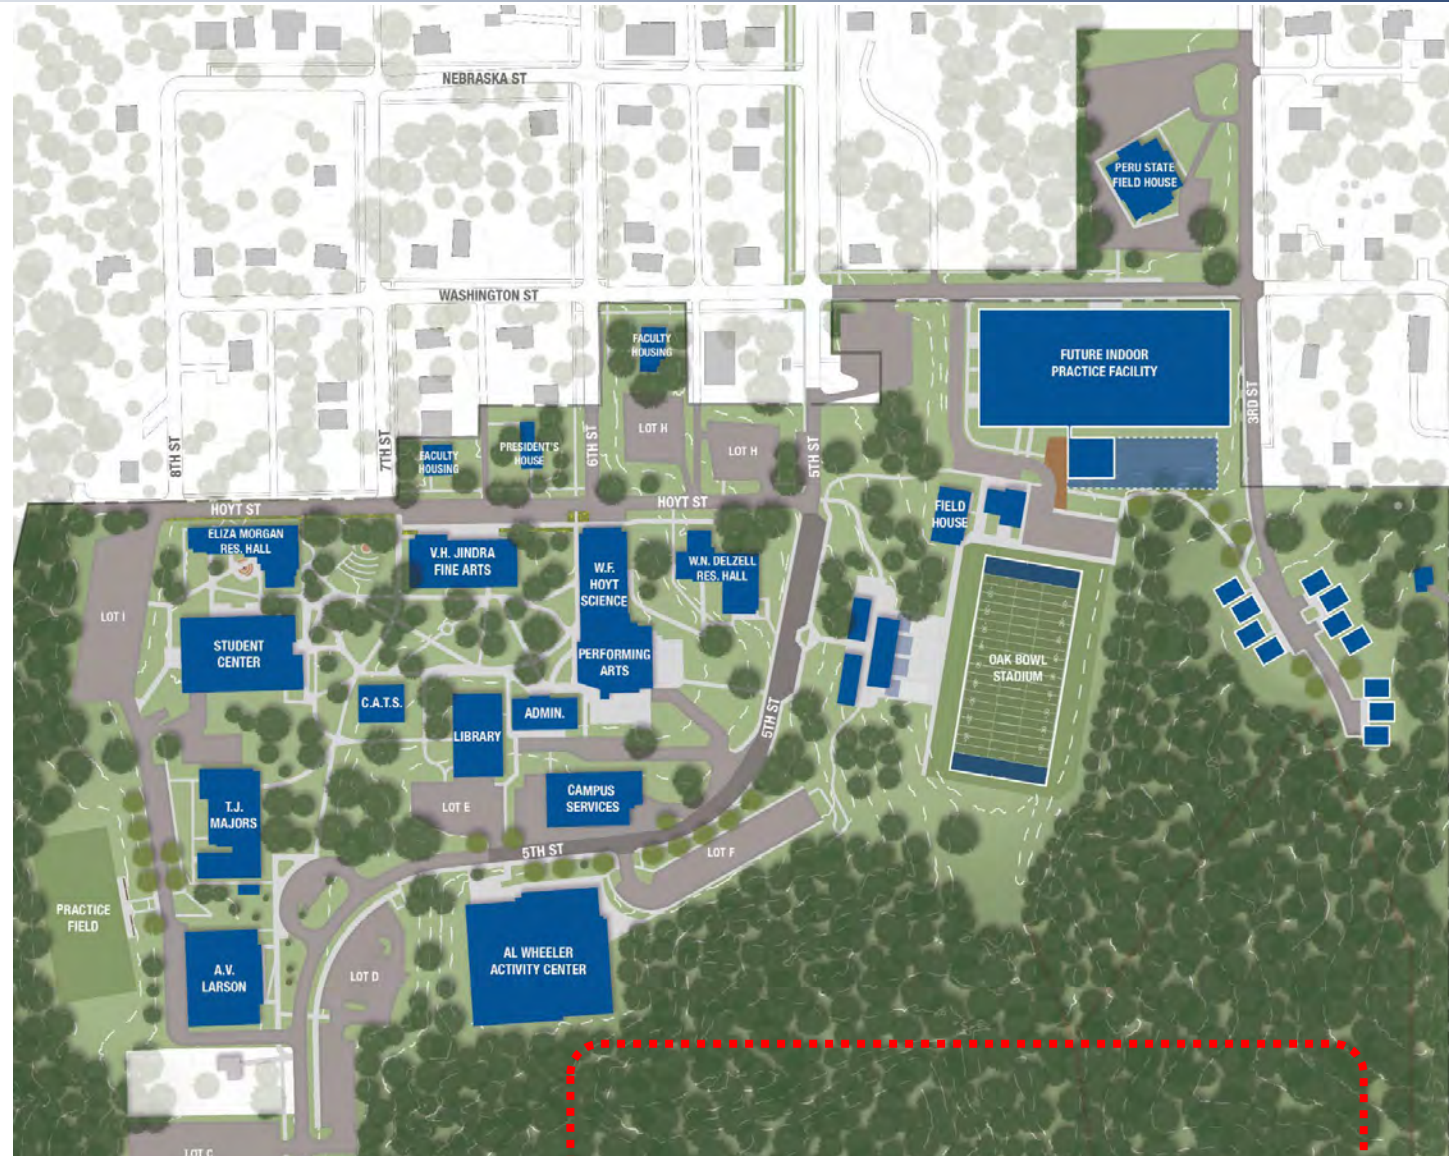 NEBRASKA ST
PERU STATE
FIELD HOUSE
WASHINGTON ST
FACULTY
HOUSING
FUTURE INDOOR
PRACTICE FACILITY
8TH ST
7TH ST
6TH ST
5TH ST
3RD ST
FACULTY
HOUSING
PRESIDENT'S
HOUSE
LOT H
LOT H
HOYT ST
HOYT ST
FIELD
HOUSE
ELIZA MORGAN
RES. HALL
V.H. JINDRA
FINE ARTS
W.F.
HOYT
SCIENCE
W.N. DELZELL
RES. HALL
LOT I
STUDENT
CENTER
PERFORMING
ARTS
OAK BOWL
STADIUM
C.A.T.S.
ADMIN.
LIBRARY
5TH ST
T.J.
MAJORS
LOT E
CAMPUS
SERVICES
5TH ST
LOT F
PRACTICE
FIELD
A.V.
LARSON
LOT D
AL WHEELER
ACTIVITY CENTER
LOT C